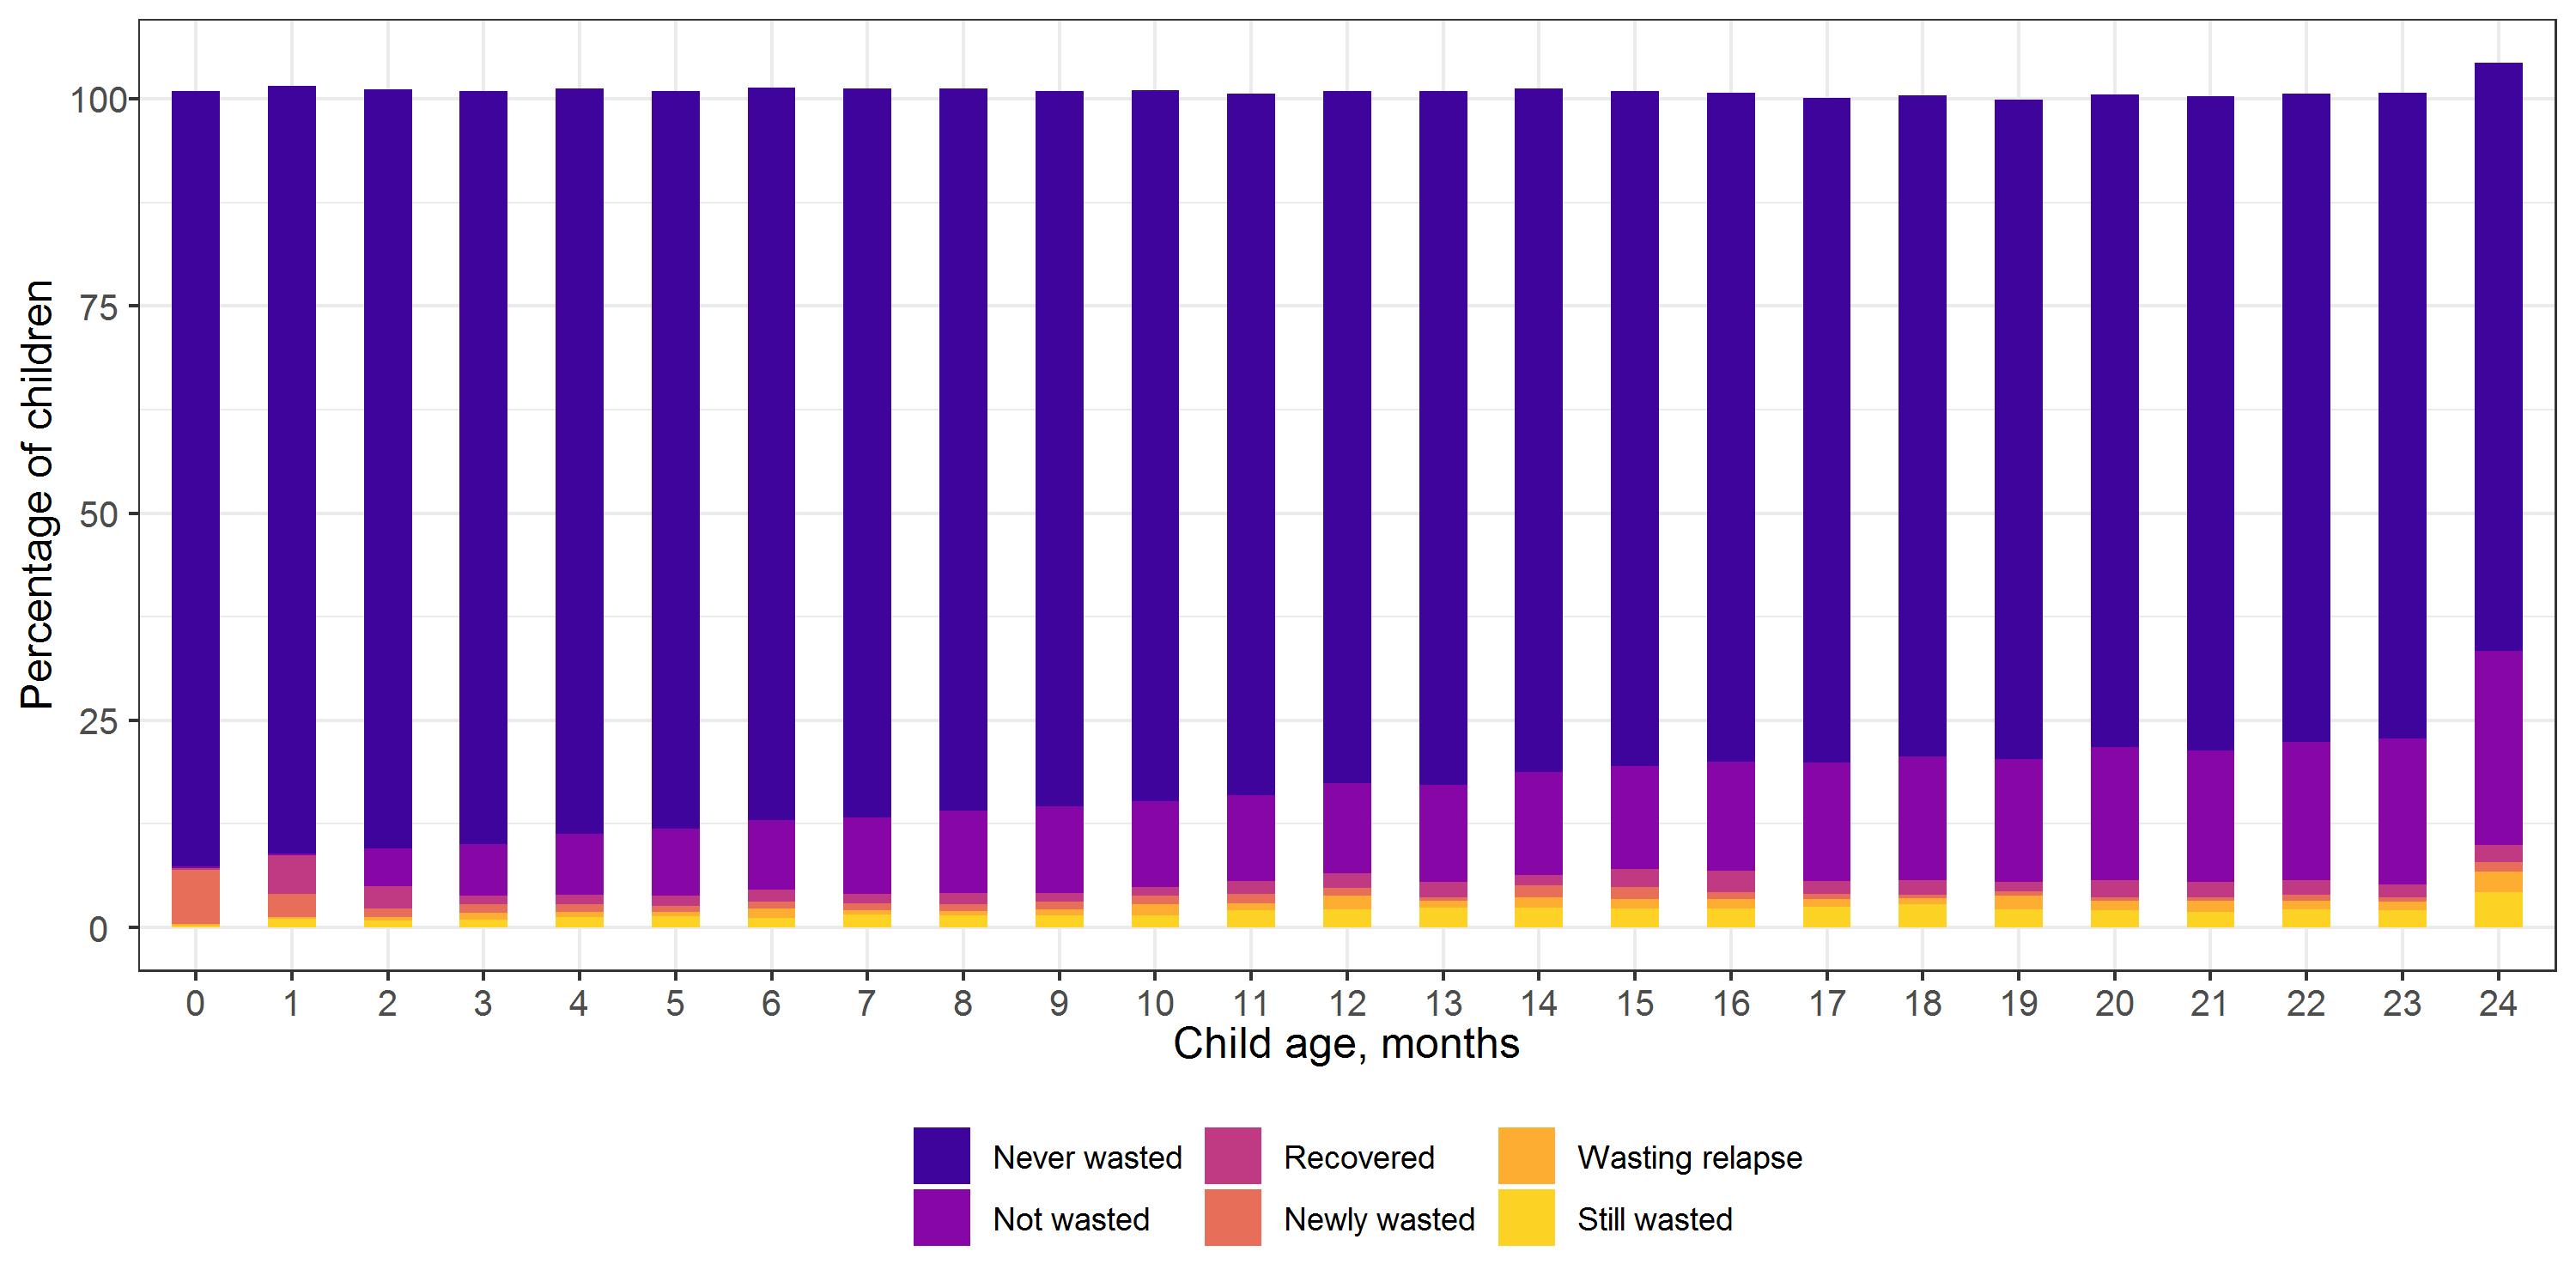 Percentage of children
100
75
50
25
0
0 1 2 3 4 5 6 7 8 9 10 11 12 13 14 15 16 17 18 19 20 21 22 23 24
Child age, months
Never wasted Recovered Wasting relapse
Not wasted Newly wasted Still wasted